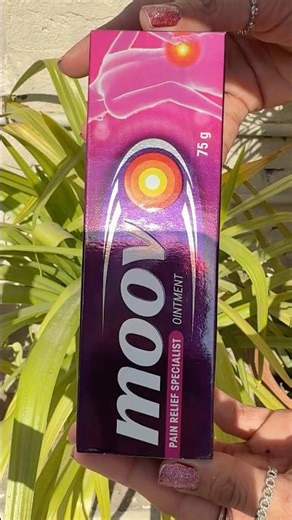 moov
PAIN RELIEF SPECIALIST
OINTMENT
75 g